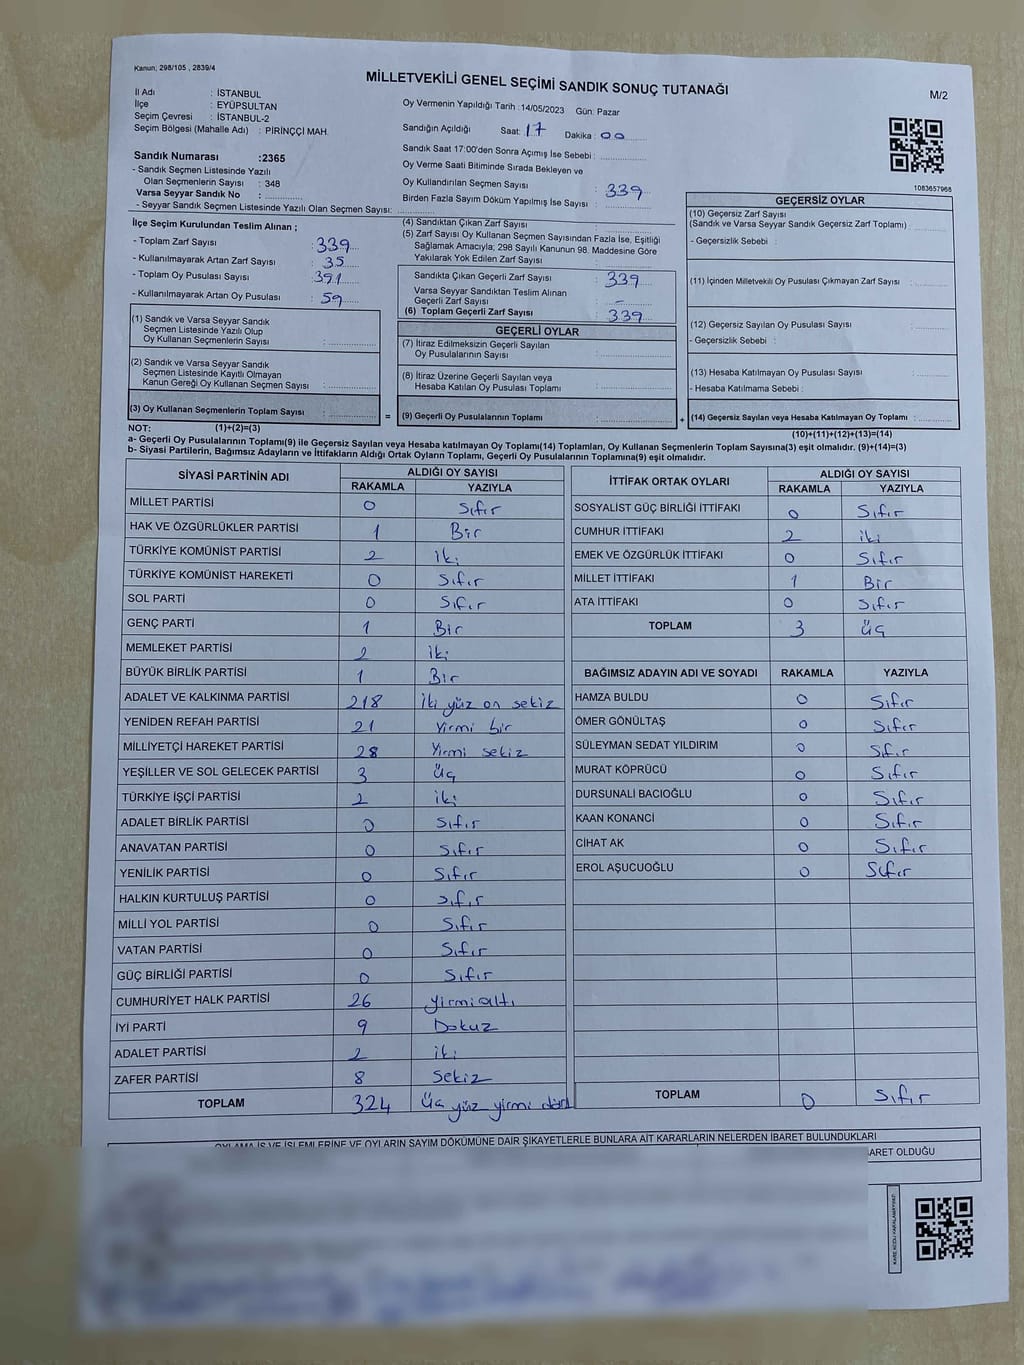 Kanun; 298/105 , 2839/4
MİLLETVEKİLİ GENEL SEÇİMİ SANDIK SONUÇ TUTANAĞI
M/2
İl Adı : İSTANBUL
İlçe : EYÜPSULTAN
Seçim Çevresi : İSTANBUL-2
Seçim Bölgesi (Mahalle Adı) : PİRİNÇÇİ MAH.
Sandık Numarası :2365
- Sandık Seçmen Listesinde Yazılı
Olan Seçmenlerin Sayısı : 348
Varsa Seyyar Sandık No :
- Seyyar Sandık Seçmen Listesinde Yazılı Olan Seçmen Sayısı:
Oy Vermenin Yapıldığı Tarih :14/05/2023 Gün: Pazar
Sandığın Açıldığı Saat: 17 Dakika : 00
Sandık Saat 17:00'den Sonra Açımış İse Sebebi :
Oy Verme Saati Bitiminde Sırada Bekleyen ve
Oy Kullandırılan Seçmen Sayısı : 339
Birden Fazla Sayım Döküm Yapılmış İse Sayısı :
1083657968
İlçe Seçim Kurulundan Teslim Alınan ;
- Toplam Zarf Sayısı : 339
- Kullanılmayarak Artan Zarf Sayısı : 35
- Toplam Oy Pusulası Sayısı : 391
- Kullanılmayarak Artan Oy Pusulası : 59
(4) Sandıktan Çıkan Zarf Sayısı :
(5) Zarf Sayısı Oy Kullanan Seçmen Sayısından Fazla İse, Eşitliği
Sağlamak Amacıyla; 298 Sayılı Kanunun 98. Maddesine Göre
Yakılarak Yok Edilen Zarf Sayısı :
Sandıkta Çıkan Geçerli Zarf Sayısı : 339
Varsa Seyyar Sandıktan Teslim Alınan
Geçerli Zarf Sayısı : -
(6) Toplam Geçerli Zarf Sayısı : 339
GEÇERSİZ OYLAR
(10) Geçersiz Zarf Sayısı
(Sandık ve Varsa Seyyar Sandık Geçersiz Zarf Toplamı)
- Geçersizlik Sebebi :
(11) İçinden Milletvekili Oy Pusulası Çıkmayan Zarf Sayısı :
(12) Geçersiz Sayılan Oy Pusulası Sayısı :
- Geçersizlik Sebebi :
(13) Hesaba Katılmayan Oy Pusulası Sayısı :
- Hesaba Katılmama Sebebi :
(14) Geçersiz Sayılan veya Hesaba Katılmayan Oy Toplamı :
(10)+(11)+(12)+(13)=(14)
(1) Sandık ve Varsa Seyyar Sandık
Seçmen Listesinde Yazılı Olup
Oy Kullanan Seçmenlerin Sayısı :
(2) Sandık ve Varsa Seyyar Sandık
Seçmen Listesinde Kayıtlı Olmayan
Kanun Gereği Oy Kullanan Seçmen Sayısı :
(3) Oy Kullanan Seçmenlerin Toplam Sayısı : =
GEÇERLİ OYLAR
(7) İtiraz Edilmeksizin Geçerli Sayılan
Oy Pusulalarının Sayısı :
(8) İtiraz Üzerine Geçerli Sayılan veya
Hesaba Katılan Oy Pusulası Toplamı :
(9) Geçerli Oy Pusulalarının Toplamı : +
NOT: (1)+(2)=(3)
a- Geçerli Oy Pusulalarının Toplamı(9) ile Geçersiz Sayılan veya Hesaba katılmayan Oy Toplamı(14) Toplamları, Oy Kullanan Seçmenlerin Toplam Sayısına(3) eşit olmalıdır. (9)+(14)=(3)
b- Siyasi Partilerin, Bağımsız Adayların ve İttifakların Aldığı Ortak Oyların Toplamı, Geçerli Oy Pusulalarının Toplamına(9) eşit olmalıdır.
SİYASİ PARTİNİN ADI ALDIĞI OY SAYISI
RAKAMLA YAZIYLA
MİLLET PARTİSİ 0 Sıfır
HAK VE ÖZGÜRLÜKLER PARTİSİ 1 Bir
TÜRKİYE KOMÜNİST PARTİSİ 2 iki
TÜRKİYE KOMÜNİST HAREKETİ 0 Sıfır
SOL PARTİ 0 Sıfır
GENÇ PARTİ 1 Bir
MEMLEKET PARTİSİ 2 iki
BÜYÜK BİRLİK PARTİSİ 1 Bir
ADALET VE KALKINMA PARTİSİ 218 İki yüz on sekiz
YENİDEN REFAH PARTİSİ 21 Yirmi bir
MİLLİYETÇİ HAREKET PARTİSİ 28 Yirmi sekiz
YEŞİLLER VE SOL GELECEK PARTİSİ 3 Üç
TÜRKİYE İŞÇİ PARTİSİ 2 iki
ADALET BİRLİK PARTİSİ 0 Sıfır
ANAVATAN PARTİSİ 0 Sıfır
YENİLİK PARTİSİ 0 Sıfır
HALKIN KURTULUŞ PARTİSİ 0 Sıfır
MİLLİ YOL PARTİSİ 0 Sıfır
VATAN PARTİSİ 0 Sıfır
GÜÇ BİRLİĞİ PARTİSİ 0 Sıfır
CUMHURİYET HALK PARTİSİ 26 yirmi altı
İYİ PARTİ 9 Dokuz
ADALET PARTİSİ 2 iki
ZAFER PARTİSİ 8 Sekiz
TOPLAM 324 Üç yüz yirmi dört
İTTİFAK ORTAK OYLARI ALDIĞI OY SAYISI
RAKAMLA YAZIYLA
SOSYALİST GÜÇ BİRLİĞİ İTTİFAKI 0 Sıfır
CUMHUR İTTİFAKI 2 iki
EMEK VE ÖZGÜRLÜK İTTİFAKI 0 Sıfır
MİLLET İTTİFAKI 1 Bir
ATA İTTİFAKI 0 Sıfır
TOPLAM 3 üç
BAĞIMSIZ ADAYIN ADI VE SOYADI RAKAMLA YAZIYLA
HAMZA BULDU 0 Sıfır
ÖMER GÖNÜLTAŞ 0 Sıfır
SÜLEYMAN SEDAT YILDIRIM 0 Sıfır
MURAT KÖPRÜCÜ 0 Sıfır
DURSUNALİ BACIOĞLU 0 Sıfır
KAAN KONANCİ 0 Sıfır
CİHAT AK 0 Sıfır
EROL AŞUCUOĞLU 0 Sıfır
TOPLAM 0 Sıfır
OYLAMA İŞ VE İŞLEMLERİNE VE OYLARIN SAYIM DÖKÜMÜNE DAİR ŞİKAYETLERLE BUNLARA AİT KARARLARIN NELERDEN İBARET BULUNDUKLARI
BARET OLDUĞU